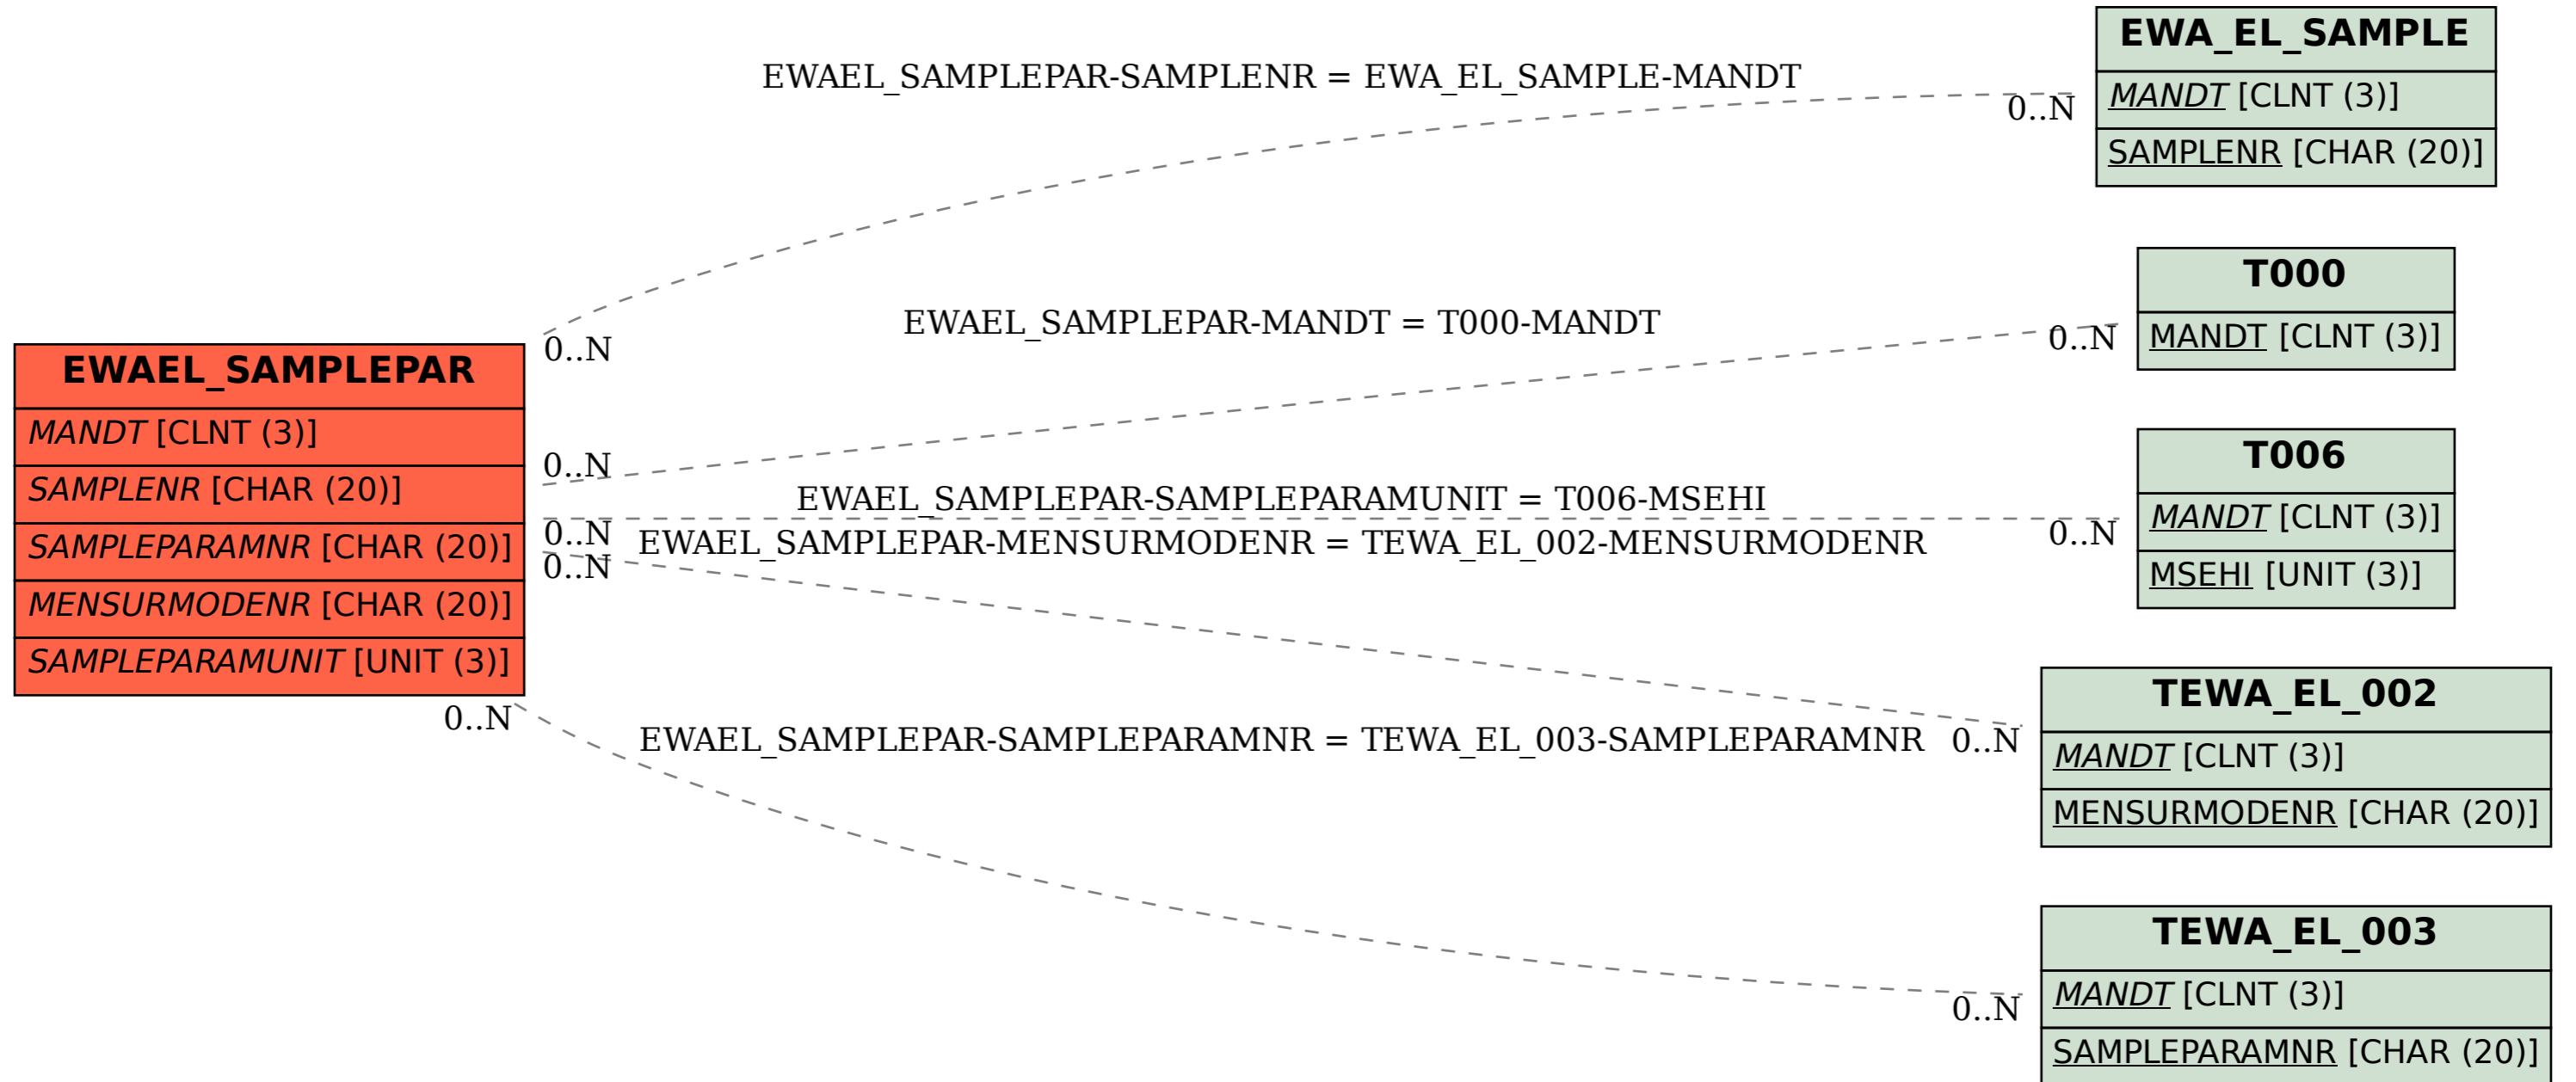 EWAEL_SAMPLEPAR
MANDT [CLNT (3)]
SAMPLENR [CHAR (20)]
SAMPLEPARAMNR [CHAR (20)]
MENSURMODENR [CHAR (20)]
SAMPLEPARAMUNIT [UNIT (3)]
EWAEL_SAMPLEPAR-SAMPLENR = EWA_EL_SAMPLE-MANDT
0..N
0..N
EWAEL_SAMPLEPAR-MANDT = T000-MANDT
0..N
0..N
EWAEL_SAMPLEPAR-SAMPLEPARAMUNIT = T006-MSEHI
0..N
0..N
EWAEL_SAMPLEPAR-MENSURMODENR = TEWA_EL_002-MENSURMODENR
0..N
0..N
EWAEL_SAMPLEPAR-SAMPLEPARAMNR = TEWA_EL_003-SAMPLEPARAMNR
0..N
0..N
EWA_EL_SAMPLE
MANDT [CLNT (3)]
SAMPLENR [CHAR (20)]
T000
MANDT [CLNT (3)]
T006
MANDT [CLNT (3)]
MSEHI [UNIT (3)]
TEWA_EL_002
MANDT [CLNT (3)]
MENSURMODENR [CHAR (20)]
TEWA_EL_003
MANDT [CLNT (3)]
SAMPLEPARAMNR [CHAR (20)]